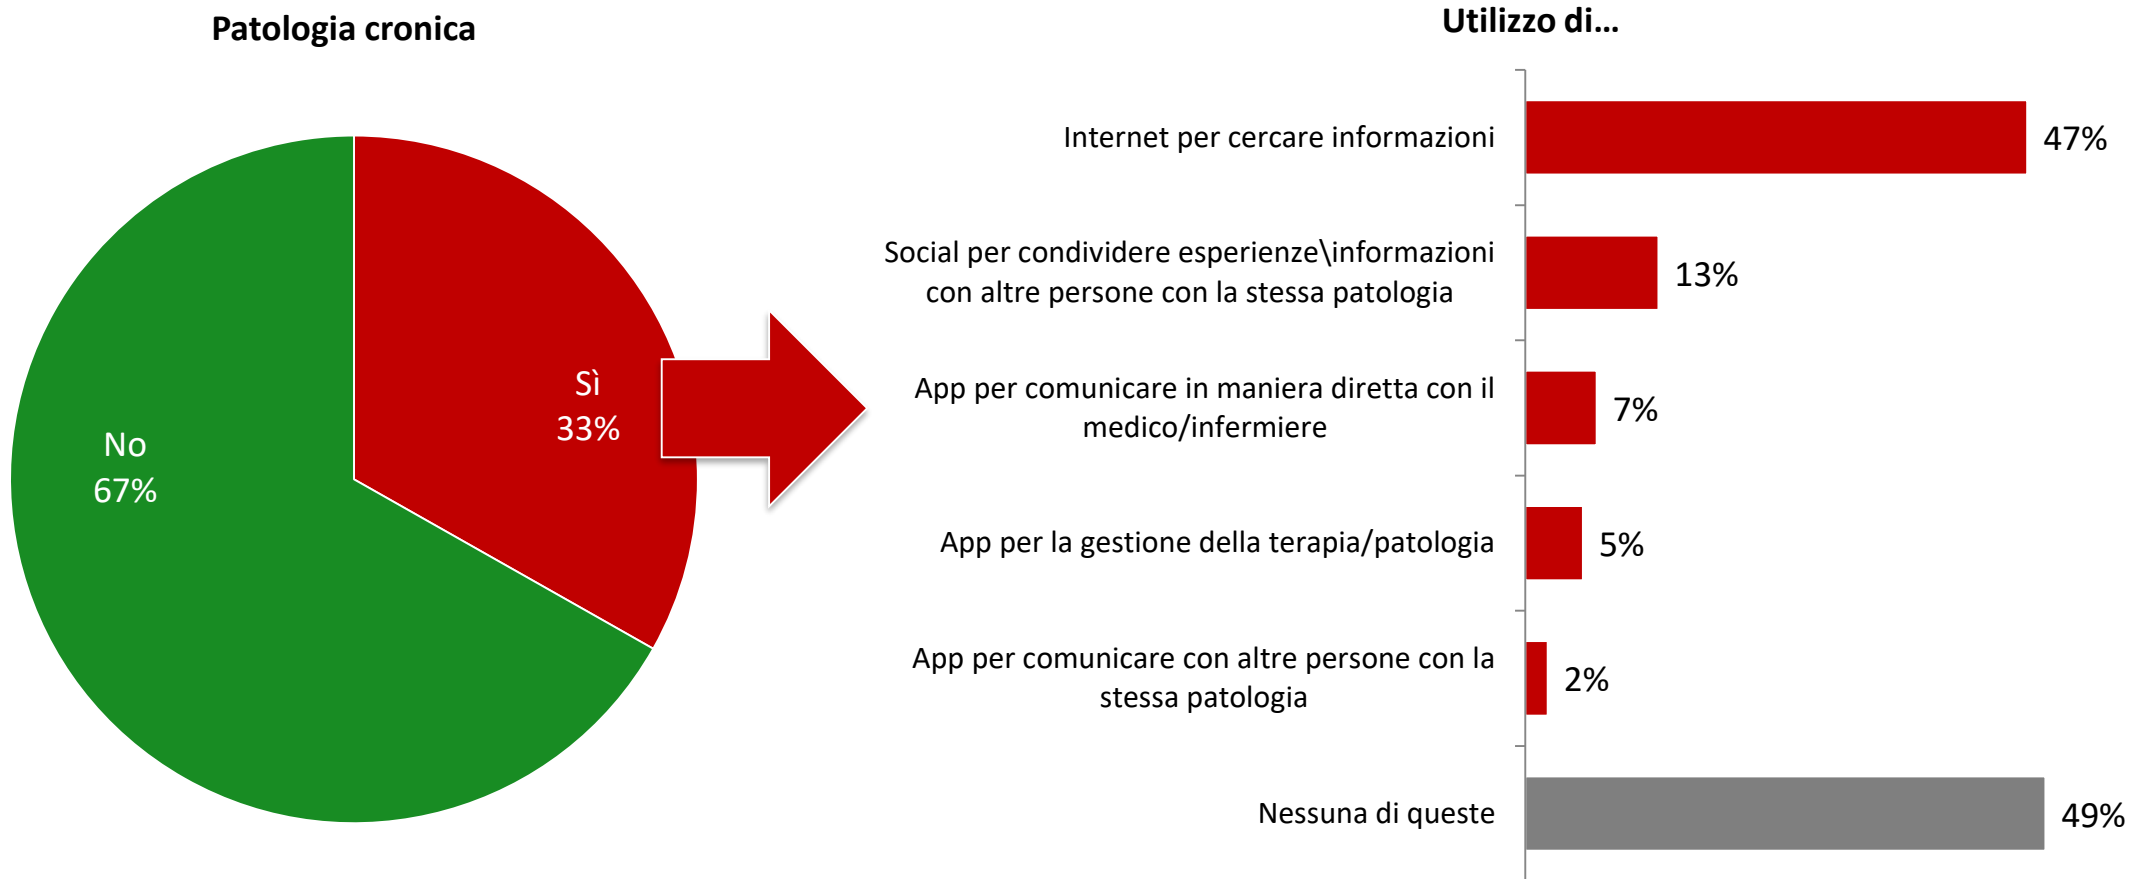 Patologia cronica
Sì
33%
No
67%
Utilizzo di...
Internet per cercare informazioni
47%
Social per condividere esperienze\informazioni
con altre persone con la stessa patologia
13%
App per comunicare in maniera diretta con il
medico/infermiere
7%
App per la gestione della terapia/patologia
5%
App per comunicare con altre persone con la
stessa patologia
2%
Nessuna di queste
49%